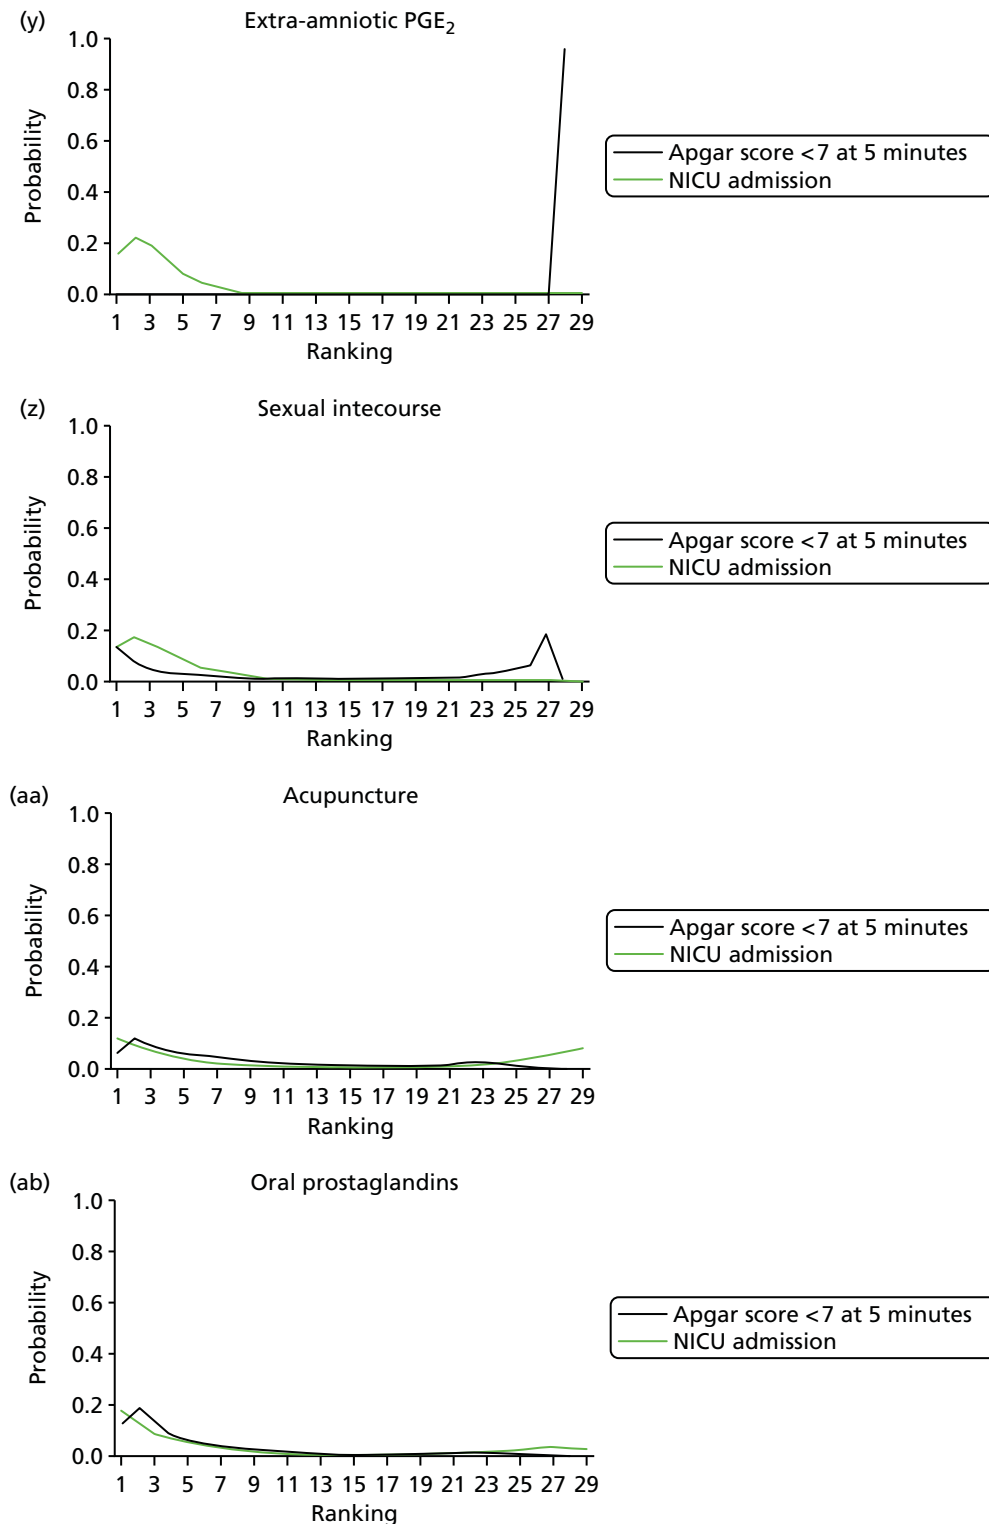 (y)
Extra-amniotic PGE2
1.0
0.8
0.6
0.4
0.2
0.0
Probability
1 3 5 7 9 11 13 15 17 19 21 23 25 27 29
Ranking
Apgar score <7 at 5 minutes
NICU admission
(z)
Sexual intecourse
1.0
0.8
0.6
0.4
0.2
0.0
Probability
1 3 5 7 9 11 13 15 17 19 21 23 25 27 29
Ranking
Apgar score <7 at 5 minutes
NICU admission
(aa)
Acupuncture
1.0
0.8
0.6
0.4
0.2
0.0
Probability
1 3 5 7 9 11 13 15 17 19 21 23 25 27 29
Ranking
Apgar score <7 at 5 minutes
NICU admission
(ab)
Oral prostaglandins
1.0
0.8
0.6
0.4
0.2
0.0
Probability
1 3 5 7 9 11 13 15 17 19 21 23 25 27 29
Ranking
Apgar score <7 at 5 minutes
NICU admission